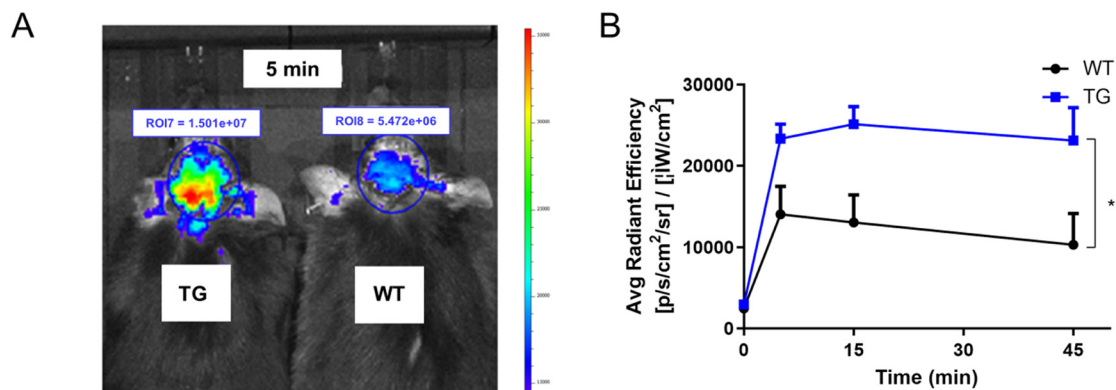 A
5 min
ROI7 = 1.501e+07
ROI8 = 5.472e+06
TG
WT
B
Avg Radiant Efficiency
[p/s/cm²/sr] / [¡ÌW/cm²]
30000
20000
10000
0
0
15
30
45
Time (min)
WT
TG
*